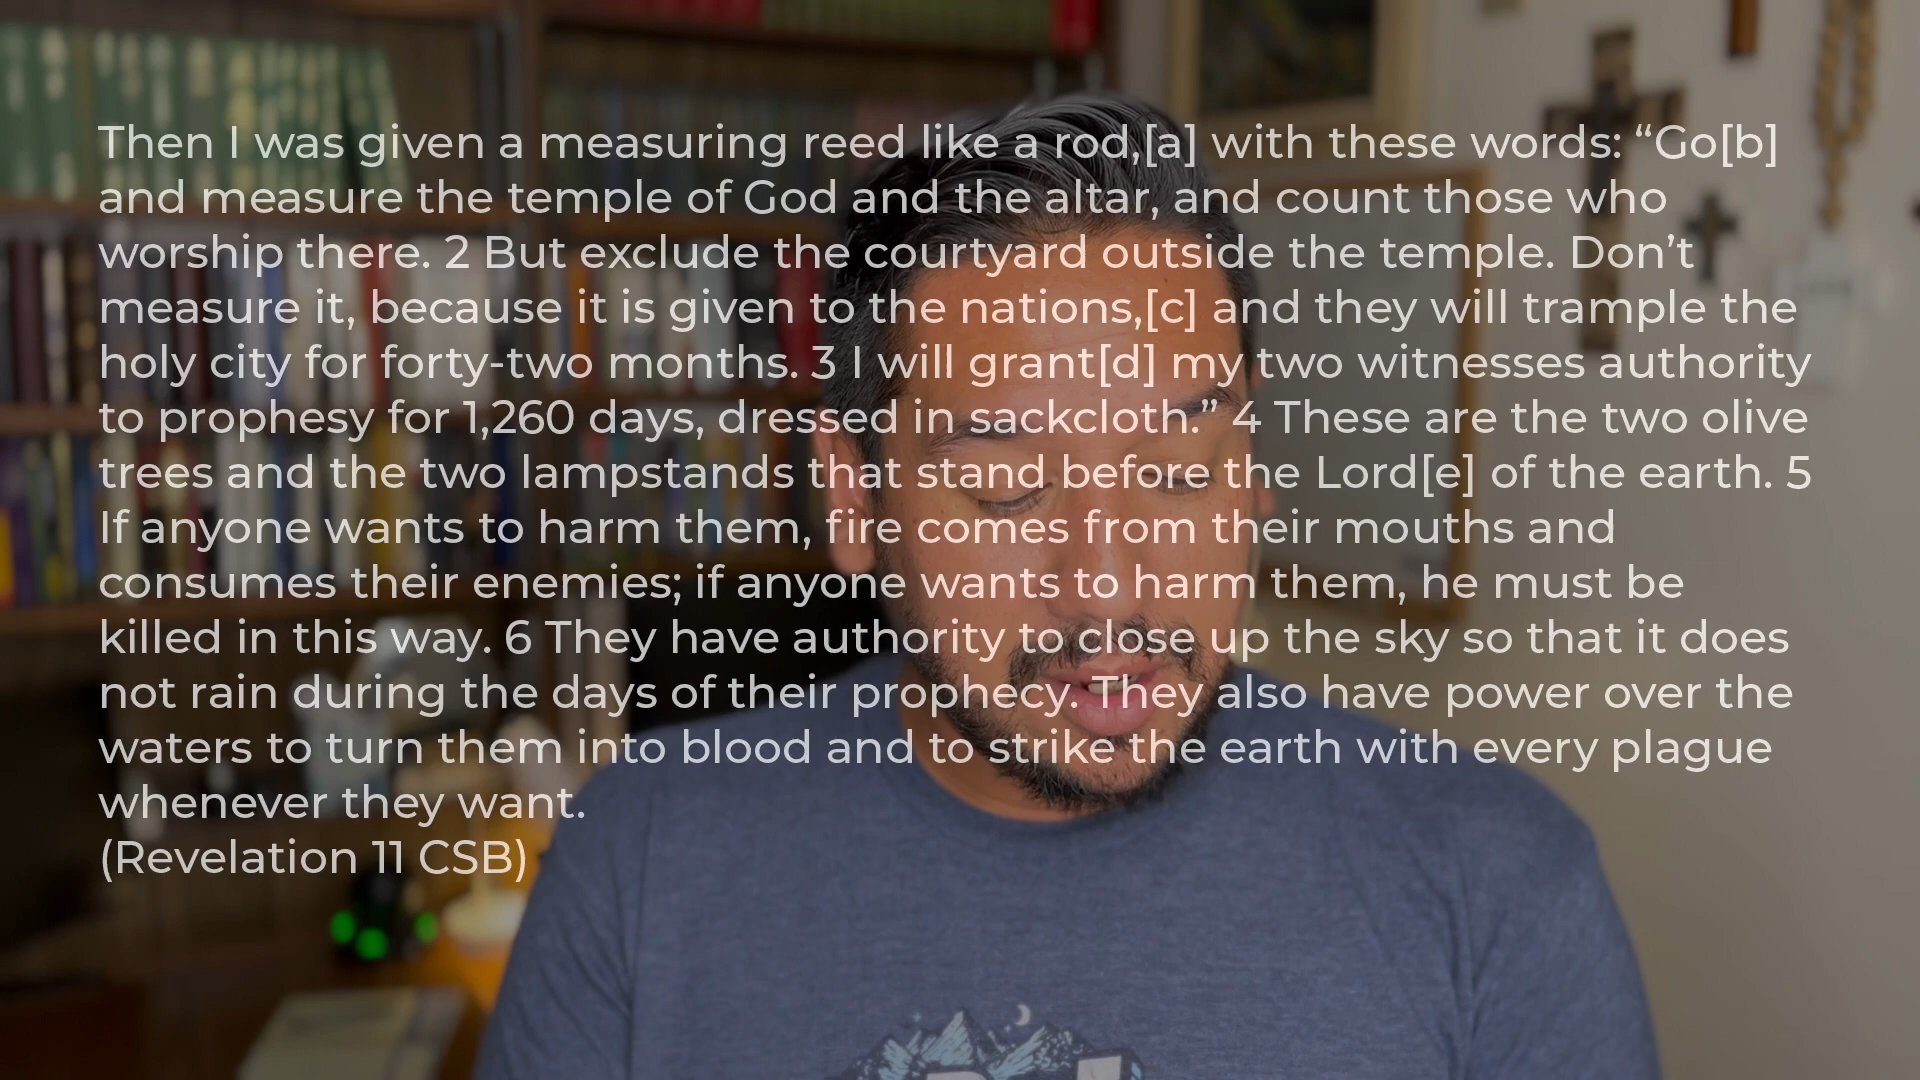 Then I was given a measuring reed like a rod,[a] with these words: “Go[b]
and measure the temple of God and the altar, and count those who
worship there. 2 But exclude the courtyard outside the temple. Don’t
measure it, because it is given to the nations,[c] and they will trample the
holy city for forty-two months. 3 I will grant[d] my two witnesses authority
to prophesy for 1,260 days, dressed in sackcloth.” 4 These are the two olive
trees and the two lampstands that stand before the Lord[e] of the earth. 5
If anyone wants to harm them, fire comes from their mouths and
consumes their enemies; if anyone wants to harm them, he must be
killed in this way. 6 They have authority to close up the sky so that it does
not rain during the days of their prophecy. They also have power over the
waters to turn them into blood and to strike the earth with every plague
whenever they want.
(Revelation 11 CSB)